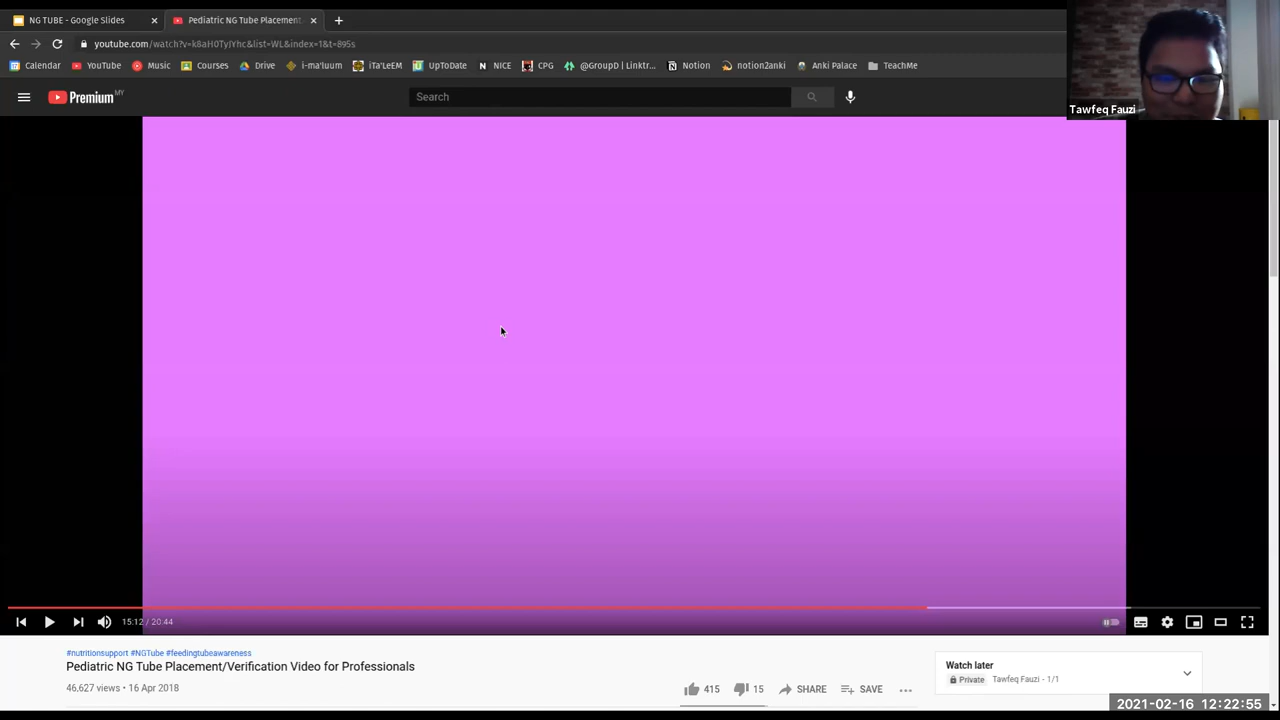 NG TUBE - Google Slides
Pediatric NG Tube Placement
youtube.com/watch?v=k8aH0TyIYhc&list=WL&index=1&t=895s
Calendar YouTube Music Courses Drive i-ma'luum iTa'LeEM UpToDate NICE CPG @GroupD | Linktr... Notion notion2anki Anki Palace TeachMe
Premium MY
Search
Tawfeq Fauzi
15:12 / 20:44
#nutritionsupport #NGTube #feedingtubeawareness
Pediatric NG Tube Placement/Verification Video for Professionals
46,627 views • 16 Apr 2018
415 15 SHARE SAVE
Watch later
Private Tawfeq Fauzi - 1/1
2021-02-16 12:22:55